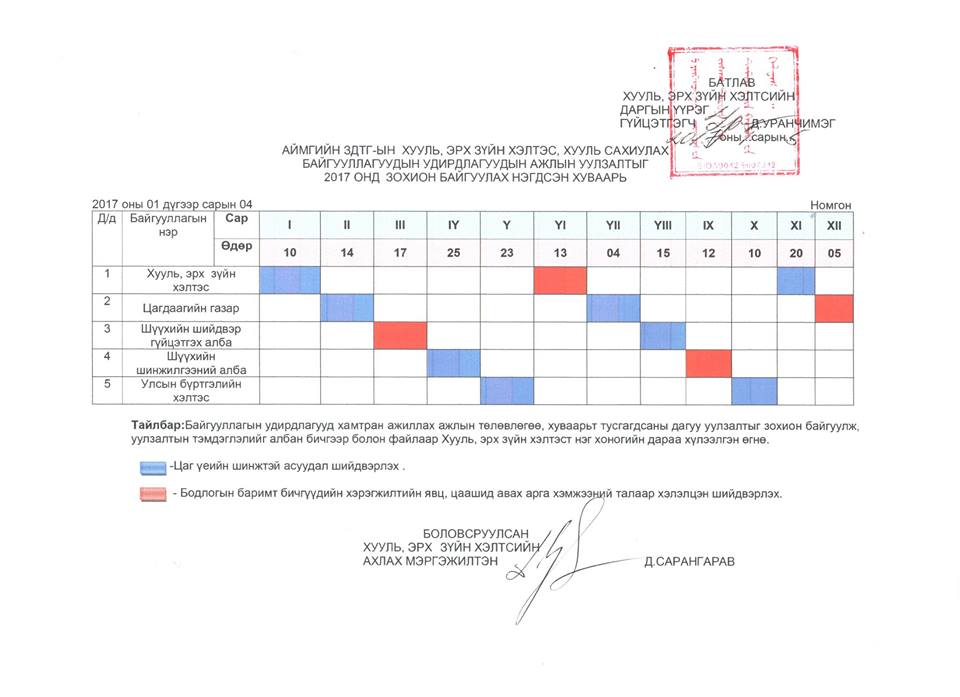 БАТЛАВ
ХУУЛЬ, ЭРХ ЗҮЙН ХЭЛТСИЙН
ДАРГЫН ҮҮРЭГ
ГҮЙЦЭТГЭГЧ Д.УРАНЧИМЭГ
оны...сарын
АЙМГИЙН ЗДТГ-ЫН ХУУЛЬ, ЭРХ ЗҮЙН ХЭЛТЭС, ХУУЛЬ САХИУЛАХ
БАЙГУУЛЛАГУУДЫН УДИРДЛАГУУДЫН АЖЛЫН УУЛЗАЛТЫГ
2017 ОНД ЗОХИОН БАЙГУУЛАХ НЭГДСЭН ХУВААРЬ
2017 оны 01 дүгээр сарын 04 Номгон
Д/д Байгууллагын нэр Сар I II III IY Y YI YII YIII IX X XI XII
Өдөр 10 14 17 25 23 13 04 15 12 10 20 05
1 Хууль, эрх зүйн хэлтэс
2 Цагдаагийн газар
3 Шүүхийн шийдвэр гүйцэтгэх алба
4 Шүүхийн шинжилгээний алба
5 Улсын бүртгэлийн хэлтэс
Тайлбар:Байгууллагын удирдлагууд хамтран ажиллах ажлын төлөвлөгөө, хуваарьт тусгагдсаны дагуу уулзалтыг зохион байгуулж,
уулзалтын тэмдэглэлийг албан бичгээр болон файлаар Хууль, эрх зүйн хэлтэст нэг хоногийн дараа хүлээлгэн өгнө.
-Цаг үеийн шинжтэй асуудал шийдвэрлэх .
- Бодлогын баримт бичгүүдийн хэрэгжилтийн явц, цаашид авах арга хэмжээний талаар хэлэлцэн шийдвэрлэх.
БОЛОВСРУУЛСАН
ХУУЛЬ, ЭРХ ЗҮЙН ХЭЛТСИЙН
АХЛАХ МЭРГЭЖИЛТЭН Д.САРАНГАРАВ